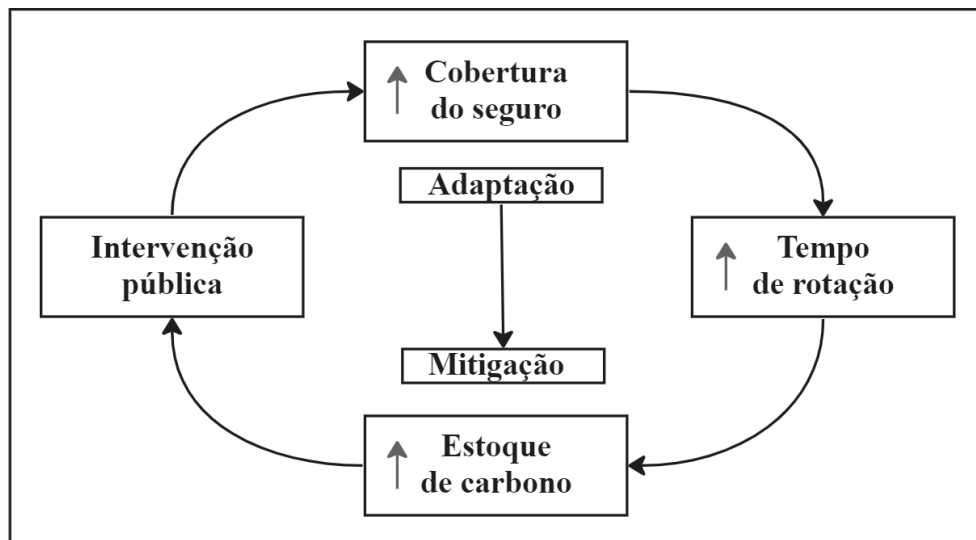 Cobertura
do seguro
Adaptação
Intervenção
pública
Tempo
de rotação
Mitigação
Estoque
de carbono